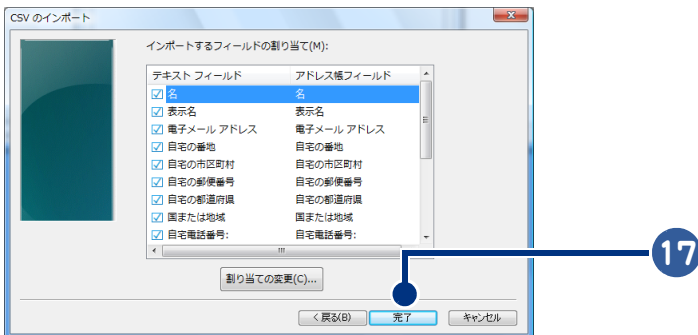 CSV のインポート
インポートするフィールドの割り当て(M):
テキスト フィールド アドレス帳フィールド
名 名
表示名 表示名
電子メール アドレス 電子メール アドレス
自宅の番地 自宅の番地
自宅の市区町村 自宅の市区町村
自宅の郵便番号 自宅の郵便番号
自宅の都道府県 自宅の都道府県
国または地域 国または地域
自宅電話番号: 自宅電話番号:
割り当ての変更(C)...
17
< 戻る(B) 完了 キャンセル